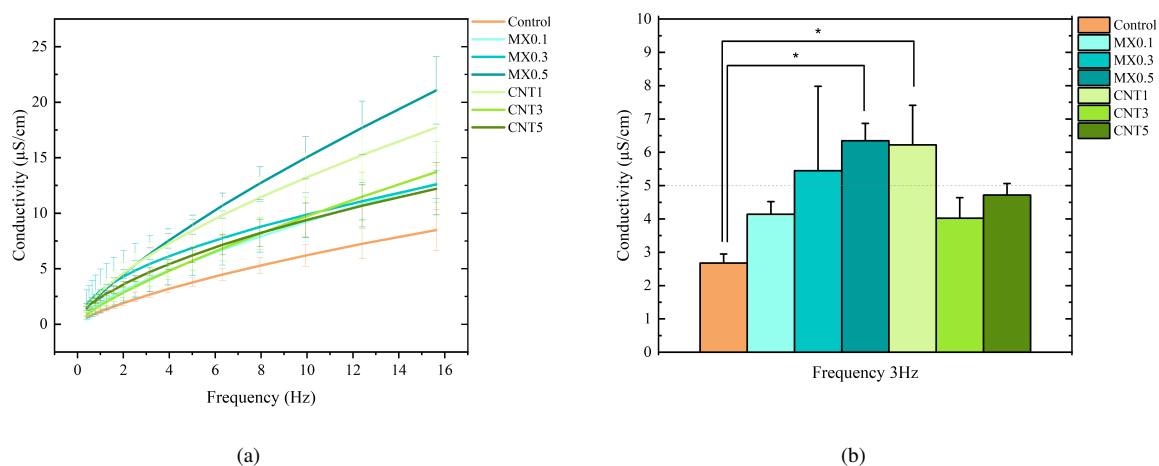 25
20
15
10
5
0
Conductivity (μS/cm)
0 2 4 6 8 10 12 14 16
Frequency (Hz)
Control
MX0.1
MX0.3
MX0.5
CNT1
CNT3
CNT5
(a)
10
9
8
7
6
5
4
3
2
1
0
Conductivity (μS/cm)
*
*
Frequency 3Hz
Control
MX0.1
MX0.3
MX0.5
CNT1
CNT3
CNT5
(b)